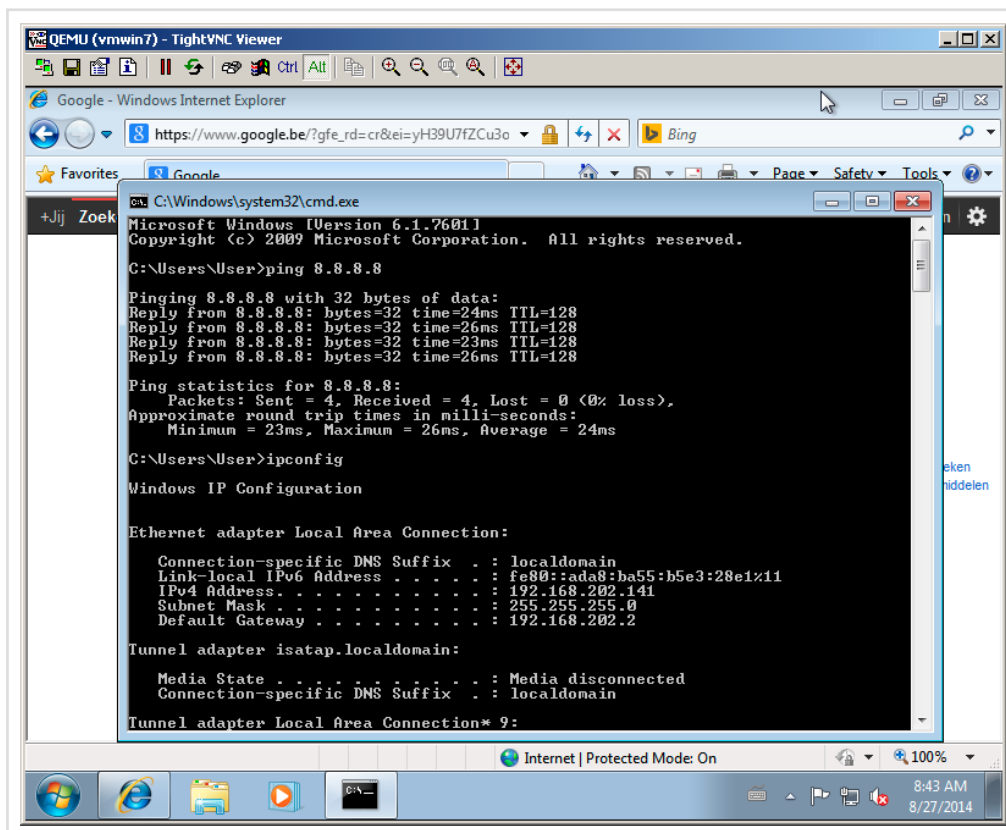 QEMU (vmwin7) - TightVNC Viewer
Ctrl Alt
Google - Windows Internet Explorer
https://www.google.be/?gfe_rd=cr&ei=yH39U7fZCu3o
Bing
Favorites
Google
Page
Safety
Tools
+Jij Zoek
n
C:\Windows\system32\cmd.exe
Microsoft Windows [Version 6.1.7601]
Copyright (c) 2009 Microsoft Corporation.  All rights reserved.
C:\Users\User>ping 8.8.8.8
Pinging 8.8.8.8 with 32 bytes of data:
Reply from 8.8.8.8: bytes=32 time=24ms TTL=128
Reply from 8.8.8.8: bytes=32 time=26ms TTL=128
Reply from 8.8.8.8: bytes=32 time=23ms TTL=128
Reply from 8.8.8.8: bytes=32 time=26ms TTL=128
Ping statistics for 8.8.8.8:
Packets: Sent = 4, Received = 4, Lost = 0 (0% loss),
Approximate round trip times in milli-seconds:
Minimum = 23ms, Maximum = 26ms, Average = 24ms
C:\Users\User>ipconfig
Windows IP Configuration
Ethernet adapter Local Area Connection:
Connection-specific DNS Suffix  . : localdomain
Link-local IPv6 Address . . . . . : fe80::ada8:ba55:b5e3:28e1%11
IPv4 Address. . . . . . . . . . . : 192.168.202.141
Subnet Mask . . . . . . . . . . . : 255.255.255.0
Default Gateway . . . . . . . . . : 192.168.202.2
Tunnel adapter isatap.localdomain:
Media State . . . . . . . . . . . : Media disconnected
Connection-specific DNS Suffix  . : localdomain
Tunnel adapter Local Area Connection* 9:
eken
middelen
Internet | Protected Mode: On
100%
8:43 AM
8/27/2014